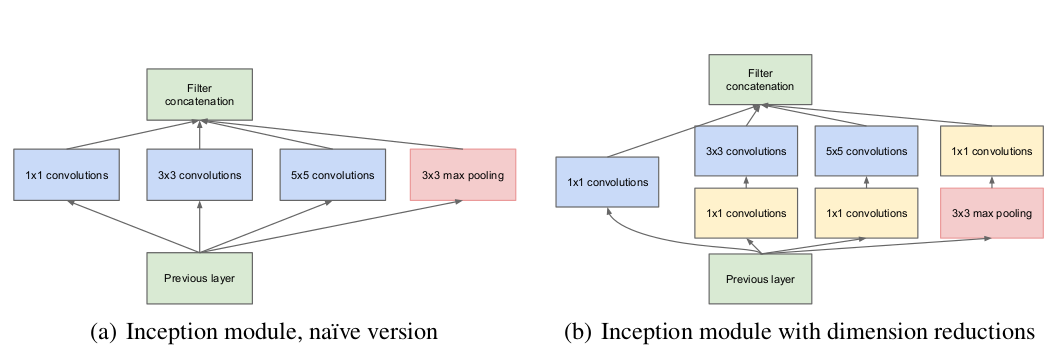 Filter
concatenation
1x1 convolutions
3x3 convolutions
5x5 convolutions
3x3 max pooling
Previous layer
(a) Inception module, naïve version
Filter
concatenation
3x3 convolutions
5x5 convolutions
1x1 convolutions
1x1 convolutions
1x1 convolutions
1x1 convolutions
3x3 max pooling
Previous layer
(b) Inception module with dimension reductions